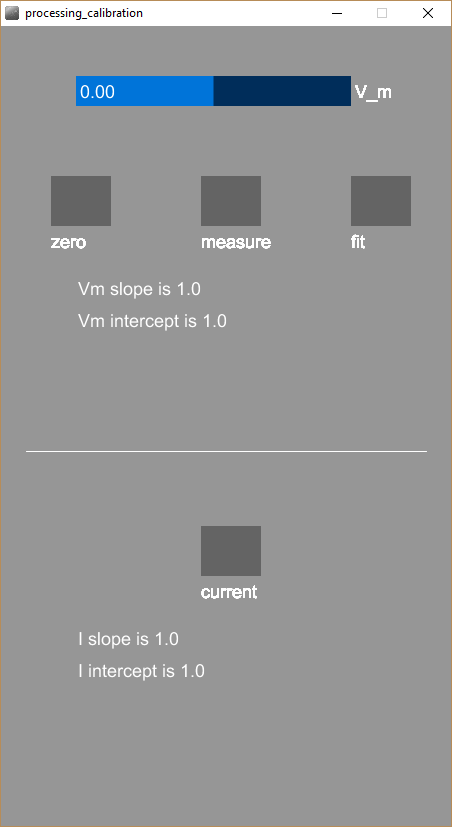 processing_calibration
0.00 V_m
zero measure fit
Vm slope is 1.0
Vm intercept is 1.0
current
I slope is 1.0
I intercept is 1.0